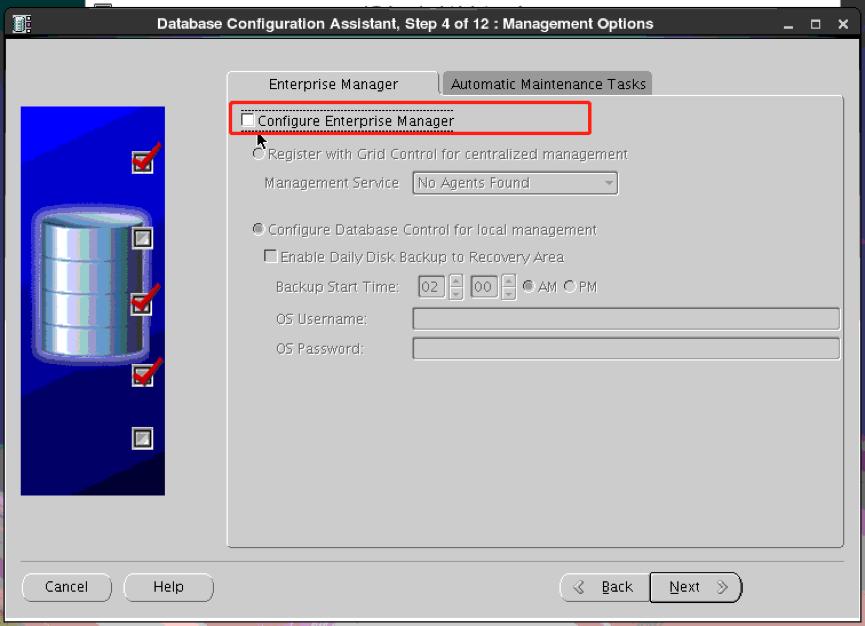 Database Configuration Assistant, Step 4 of 12 : Management Options
Enterprise Manager
Automatic Maintenance Tasks
Configure Enterprise Manager
Register with Grid Control for centralized management
Management Service No Agents Found
Configure Database Control for local management
Enable Daily Disk Backup to Recovery Area
Backup Start Time: 02 00 AM PM
OS Username:
OS Password:
Cancel Help Back Next